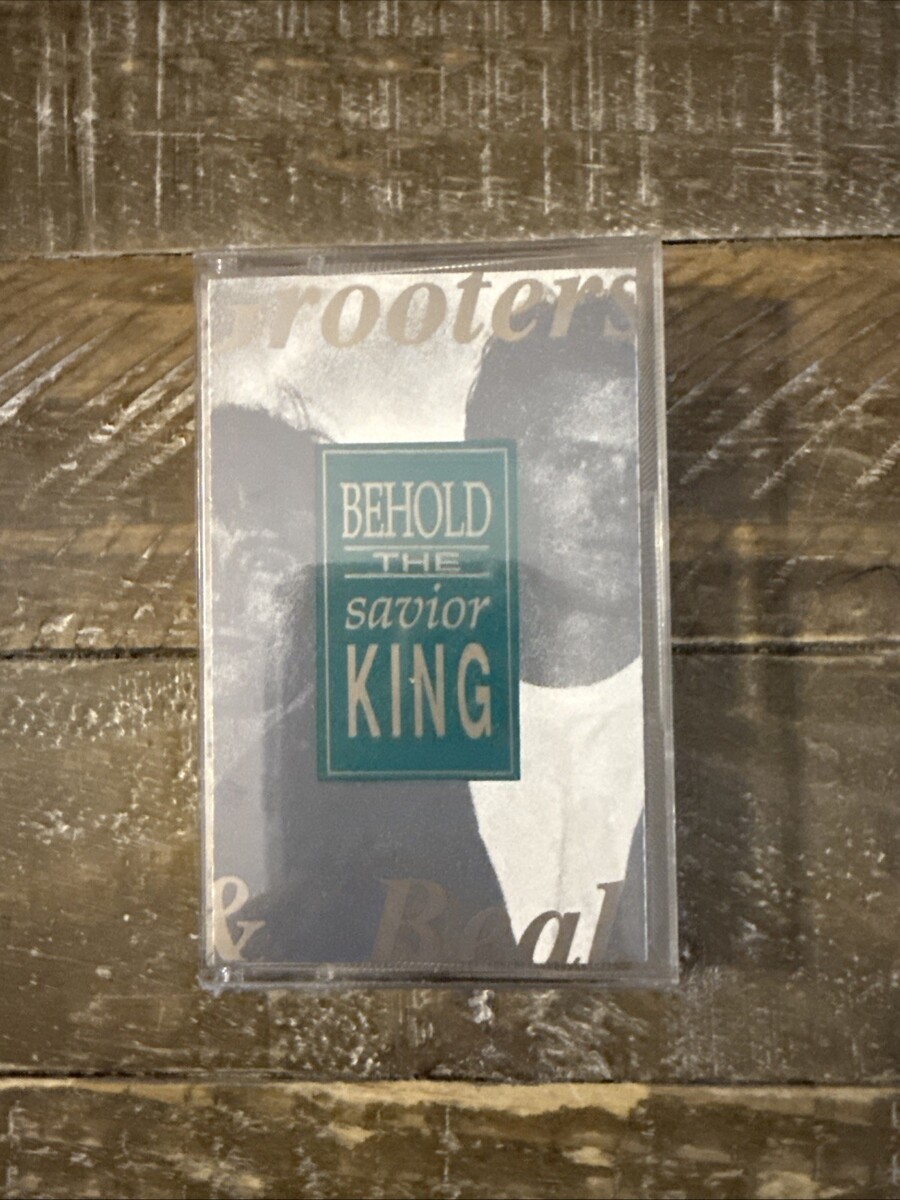 Grooters
BEHOLD
THE
savior
KING
& Beal